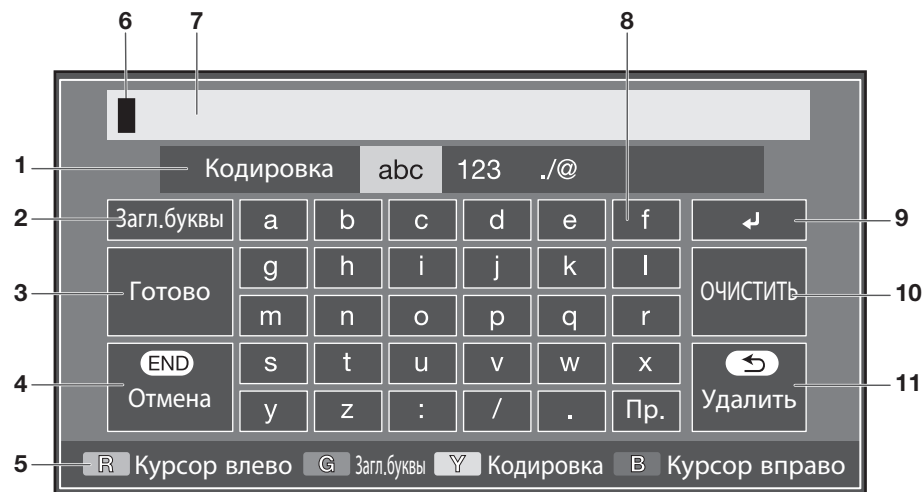 6 7 8
1 Кодировка abc 123 ./@
2 Загл.буквы a b c d e f ↲ 9
g h i j k l
3 Готово ОЧИСТИТЬ 10
m n o p q r
END s t u v w x
4 Отмена Удалить 11
y z : / . Пр.
5 R Курсор влево G Загл.буквы Y Кодировка B Курсор вправо